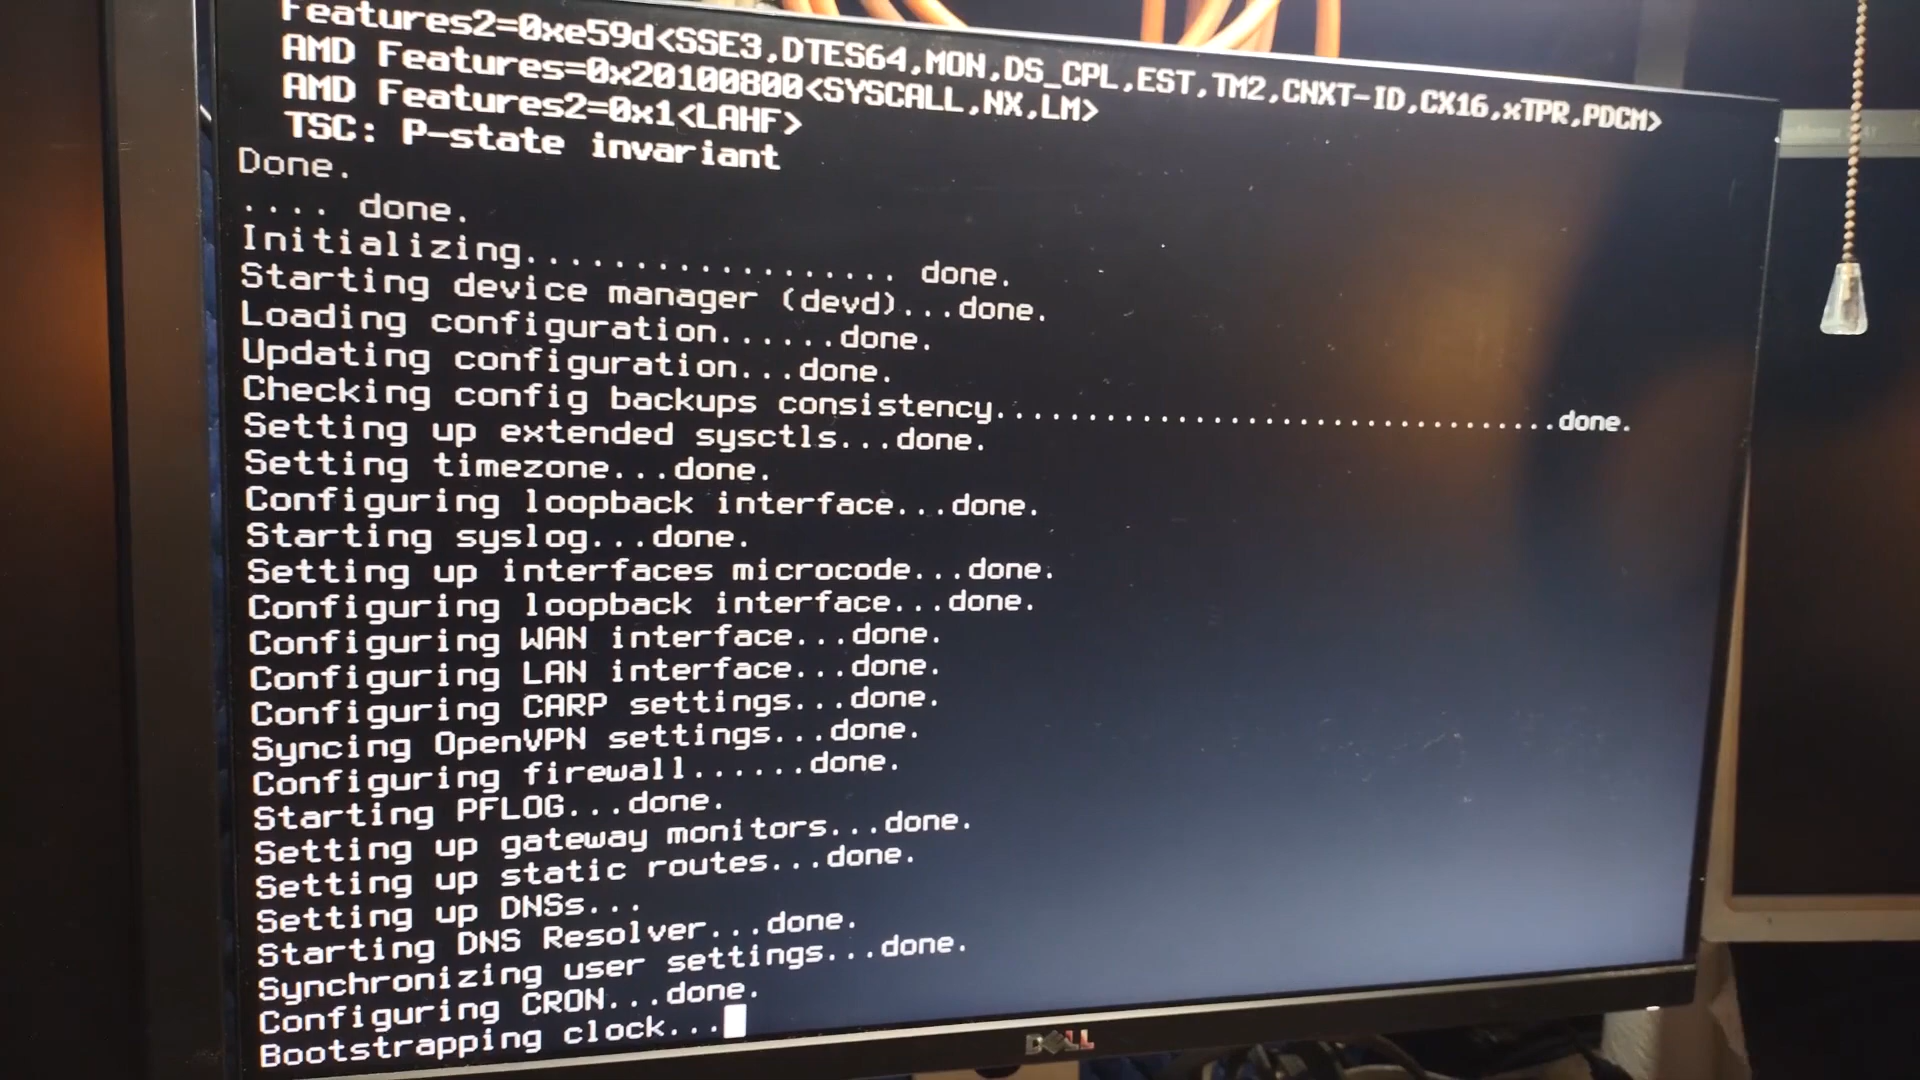 Features2=0xe59d<SSE3,DTES64,MON,DS_CPL,EST,TM2,CNXT-ID,CX16,xTPR,PDCM>
AMD Features=0x20100800<SYSCALL,NX,LM>
AMD Features2=0x1<LAHF>
TSC: P-state invariant
Done.
.... done.
Initializing.................. done.
Starting device manager (devd)...done.
Loading configuration......done.
Updating configuration...done.
Checking config backups consistency...............................done.
Setting up extended sysctls...done.
Setting timezone...done.
Configuring loopback interface...done.
Starting syslog...done.
Setting up interfaces microcode...done.
Configuring loopback interface...done.
Configuring WAN interface...done.
Configuring LAN interface...done.
Configuring CARP settings...done.
Syncing OpenVPN settings...done.
Configuring firewall......done.
Starting PFLOG...done.
Setting up gateway monitors...done.
Setting up static routes...done.
Setting up DNSs...
Starting DNS Resolver...done.
Synchronizing user settings...done.
Configuring CRON...done.
Bootstrapping clock...
DELL